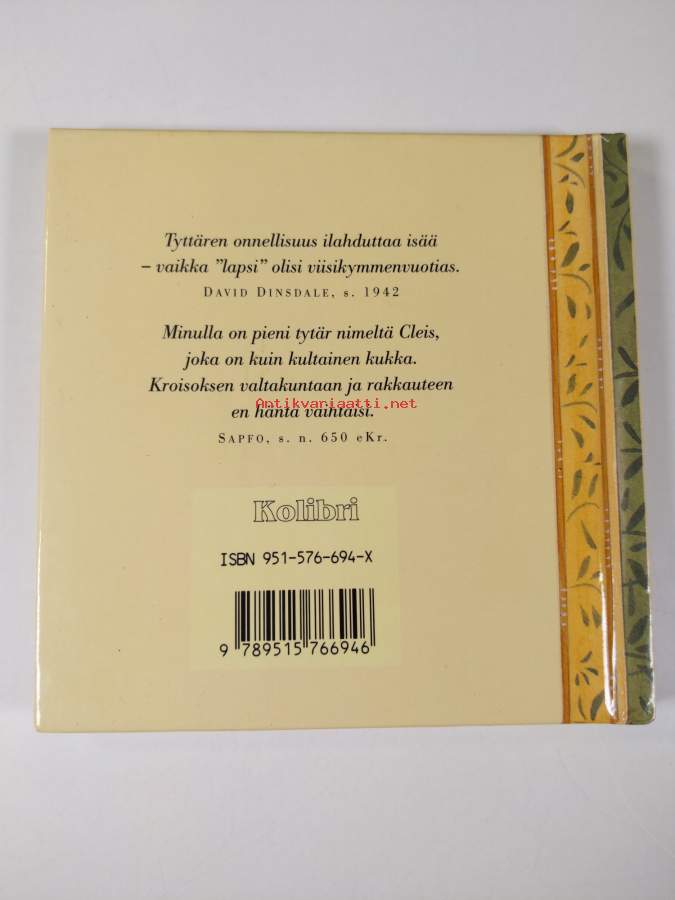 Tyttären onnellisuus ilahduttaa isää
– vaikka ”lapsi” olisi viisikymmenvuotias.
DAVID DINSDALE, s. 1942
Minulla on pieni tytär nimeltä Cleis,
joka on kuin kultainen kukka.
Kroisoksen valtakuntaan ja rakkauteen
Antikvariaatti.net
en häntä vaihtaisi.
SAPFO, s. n. 650 eKr.
Kolibri
ISBN 951-576-694-X
9 789515 766946